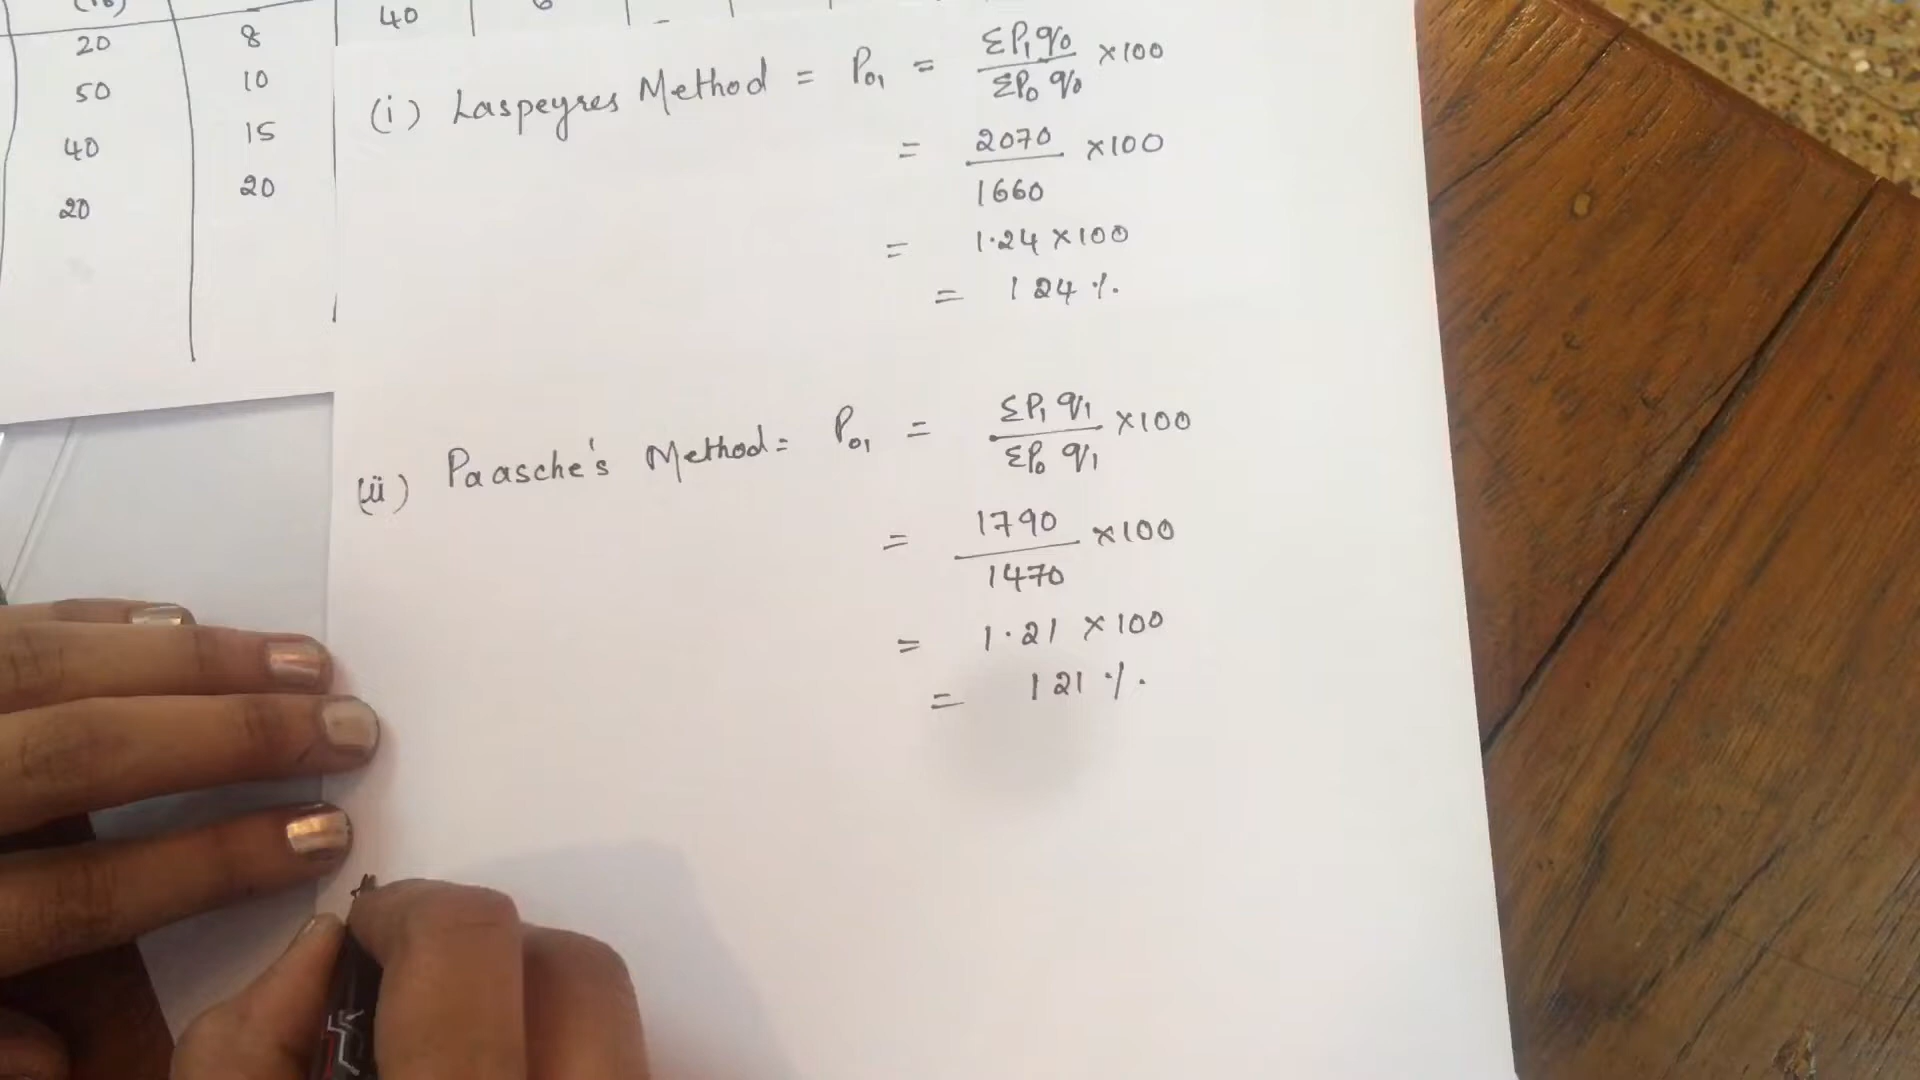 20 8 40
50 10
40 15
20 20
(i) Laspeyres Method = P₀₁ = ΣP₁q₀ / ΣP₀q₀ ×100
= 2070 / 1660 ×100
= 1.24 ×100
= 124 %.
(ii) Paasche's Method = P₀₁ = ΣP₁q₁ / ΣP₀q₁ ×100
= 1790 / 1470 ×100
= 1.21 ×100
= 121 %.